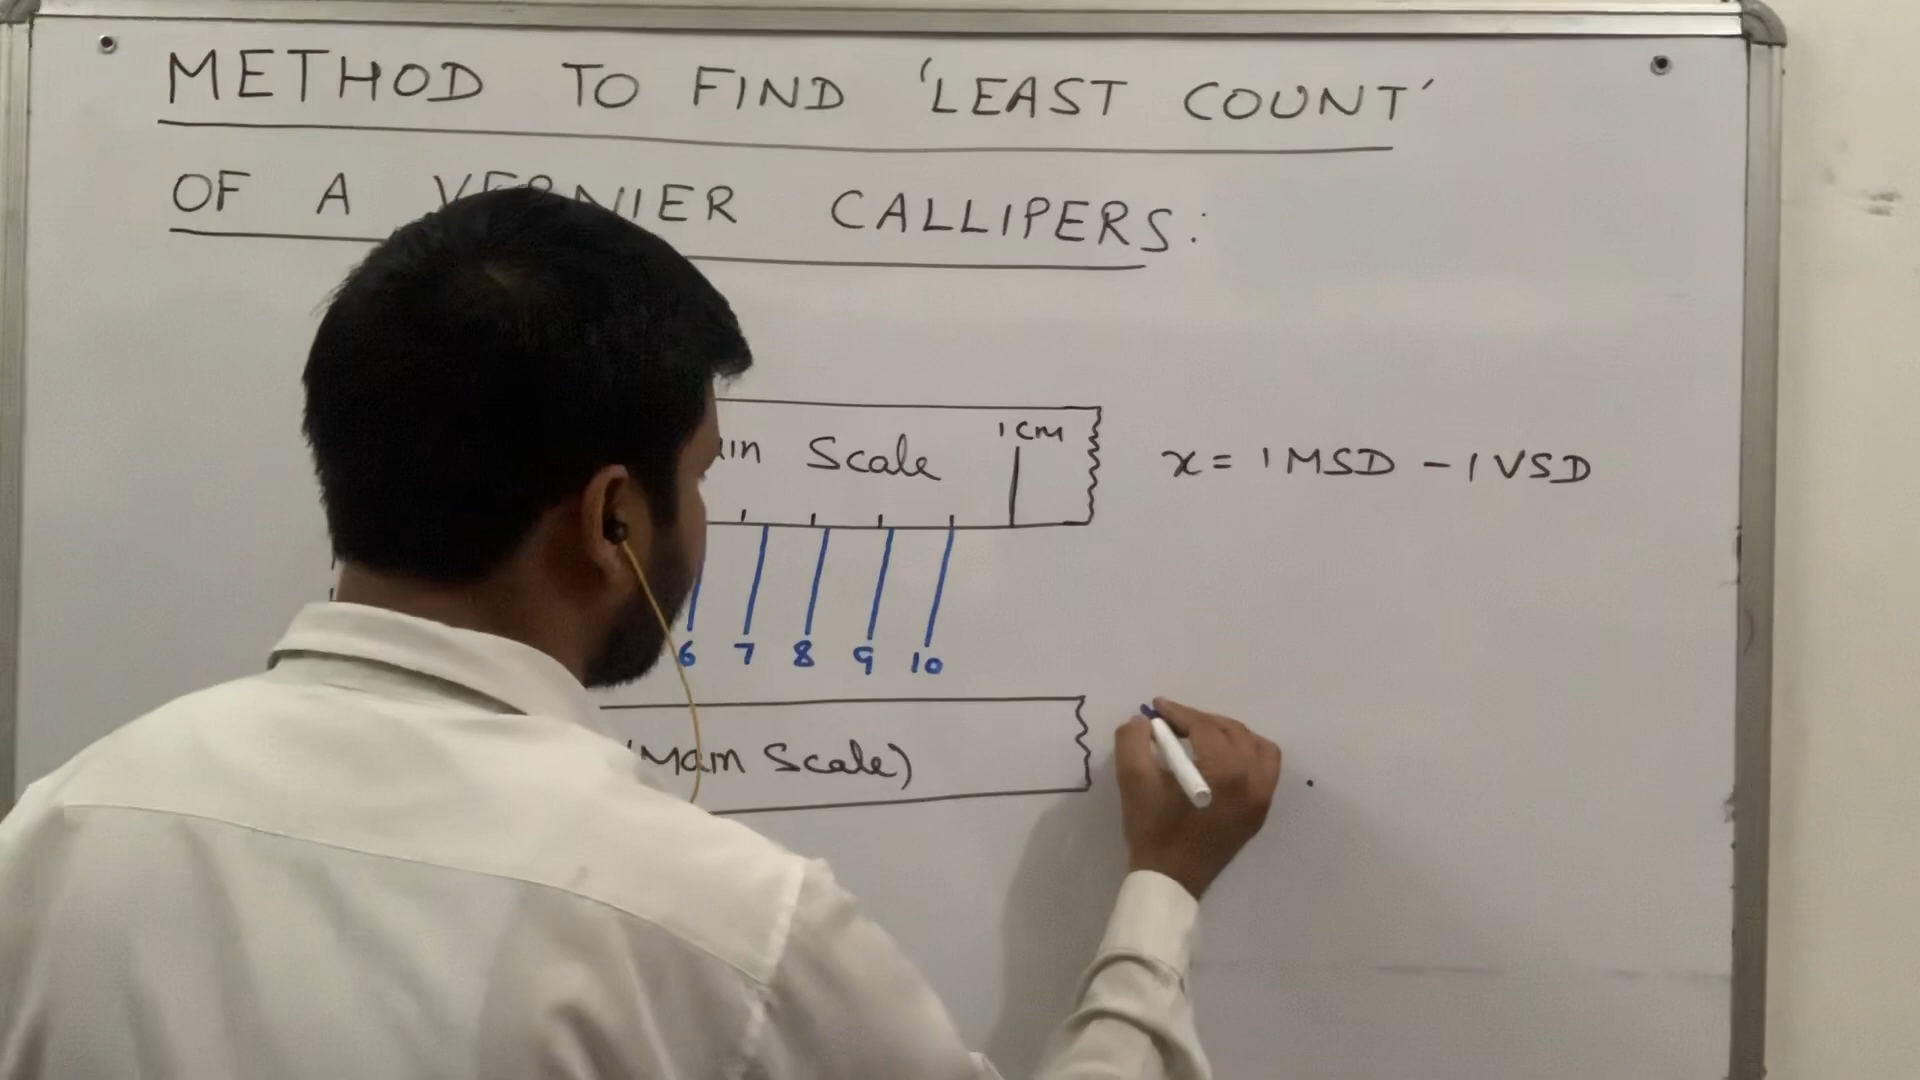 METHOD TO FIND 'LEAST COUNT'
OF A VERNIER CALLIPERS:
Scale 1 CM
x = 1 MSD - 1 VSD
6 7 8 9 10
(Main Scale)